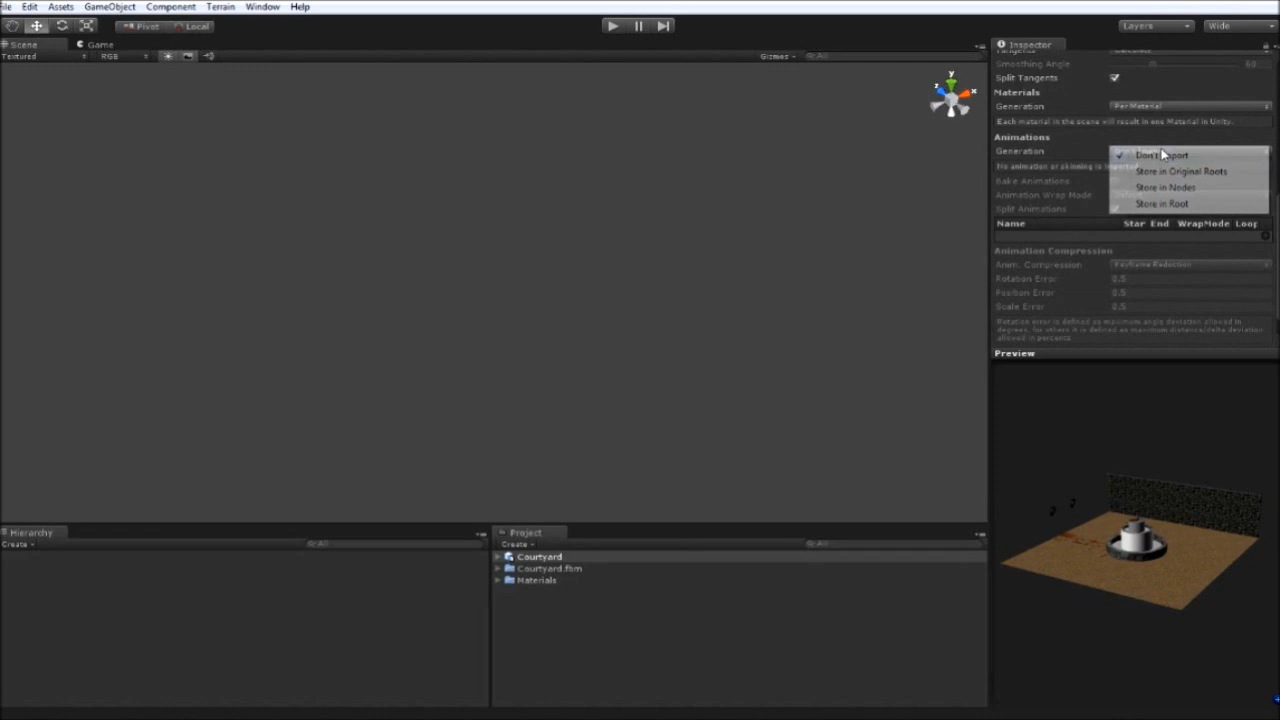 ile Edit Assets GameObject Component Terrain Window Help
Pivot Local Layers Wide
Scene Game Inspector
Textured RGB Gizmos All
Smoothing Angle 60
Split Tangents
Materials
Generation Per Material
Each material in the scene will result in one Material in Unity.
Animations
Generation
Don't Import
No animation or skinning is imported
Store in Original Roots
Bake Animations
Store in Nodes
Animation Wrap Mode
Store in Root
Split Animations
Name Star End WrapMode Loop
Animation Compression
Anim. Compression Keyframe Reduction
Rotation Error 0.5
Position Error 0.5
Scale Error 0.5
Rotation error is defined as maximum angle deviation allowed in
degrees, for others it is defined as maximum distance/delta deviation
allowed in percents
Preview
Hierarchy Project
Create All Create All
Courtyard
Courtyard.fbm
Materials